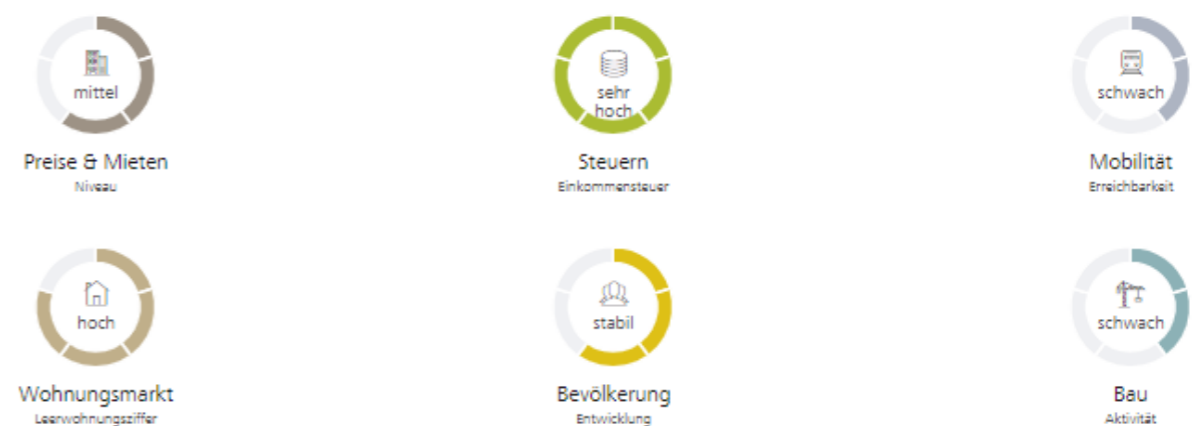 mittel
Preise & Mieten
Niveau
sehr
hoch
Steuern
Einkommensteuer
schwach
Mobilität
Erreichbarkeit
hoch
Wohnungsmarkt
Leerwohnungsziffer
stabil
Bevölkerung
Entwicklung
schwach
Bau
Aktivität